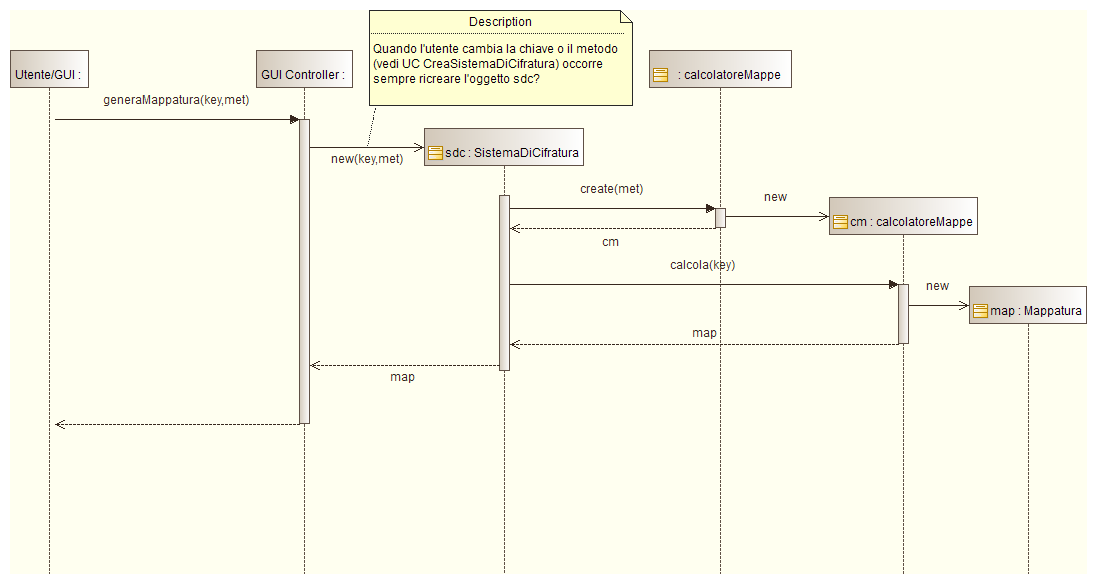 Description
Quando l'utente cambia la chiave o il metodo
(vedi UC CreaSistemaDiCifratura) occorre
sempre ricreare l'oggetto sdc?
Utente/GUI :
GUI Controller :
: calcolatoreMappe
generaMappatura(key,met)
new(key,met)
sdc : SistemaDiCifratura
create(met)
new
cm : calcolatoreMappe
cm
calcola(key)
new
map : Mappatura
map
map